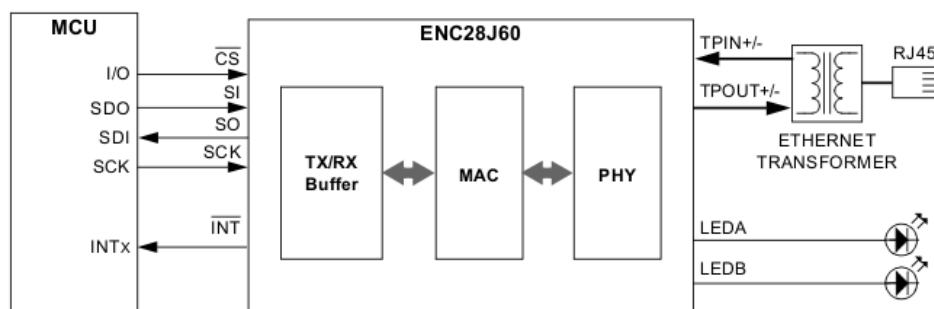 MCU
I/O
SDO
SDI
SCK
INTx
CS
SI
SO
SCK
INT
ENC28J60
TX/RX
Buffer
MAC
PHY
TPIN+/-
TPOUT+/-
RJ45
ETHERNET
TRANSFORMER
LEDA
LEDB